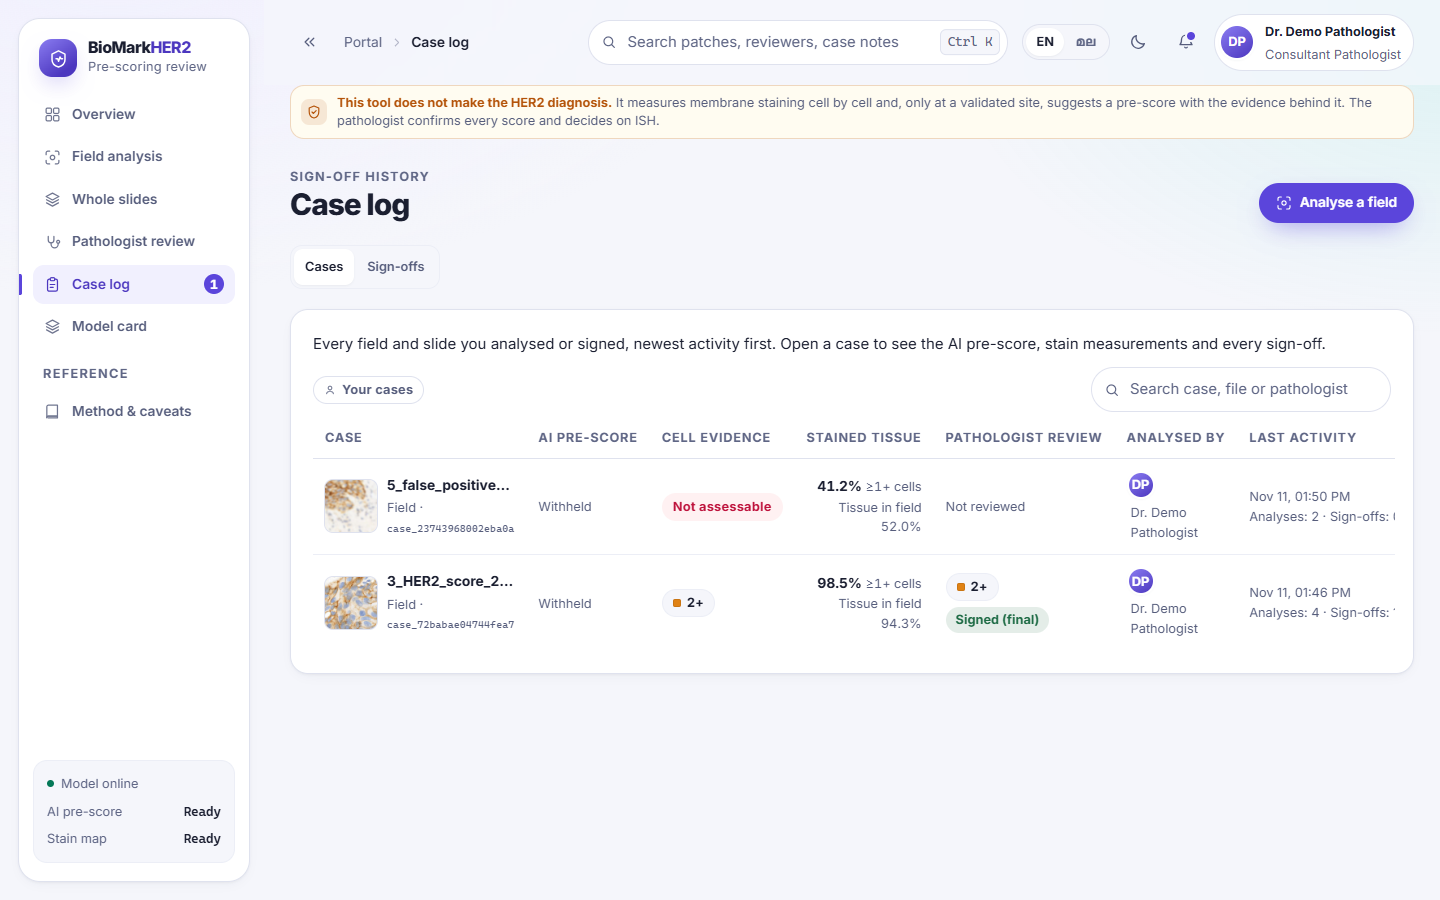 BioMarkHER2
Pre-scoring review
Overview
Field analysis
Whole slides
Pathologist review
Case log 1
Model card
REFERENCE
Method & caveats
Model online
AI pre-score Ready
Stain map Ready
Portal > Case log
Search patches, reviewers, case notes Ctrl K
EN മല
DP
Dr. Demo Pathologist
Consultant Pathologist
This tool does not make the HER2 diagnosis. It measures membrane staining cell by cell and, only at a validated site, suggests a pre-score with the evidence behind it. The
pathologist confirms every score and decides on ISH.
SIGN-OFF HISTORY
Case log
Analyse a field
Cases Sign-offs
Every field and slide you analysed or signed, newest activity first. Open a case to see the AI pre-score, stain measurements and every sign-off.
Your cases
Search case, file or pathologist
CASE AI PRE-SCORE CELL EVIDENCE STAINED TISSUE PATHOLOGIST REVIEW ANALYSED BY LAST ACTIVITY
5_false_positive...
Field ·
case_23743968002eba0a
Withheld
Not assessable
41.2% ≥1+ cells
Tissue in field
52.0%
Not reviewed
DP
Dr. Demo
Pathologist
Nov 11, 01:50 PM
Analyses: 2 · Sign-offs:
3_HER2_score_2...
Field ·
case_72babae04744fea7
Withheld
2+
98.5% ≥1+ cells
Tissue in field
94.3%
2+
Signed (final)
DP
Dr. Demo
Pathologist
Nov 11, 01:46 PM
Analyses: 4 · Sign-offs: